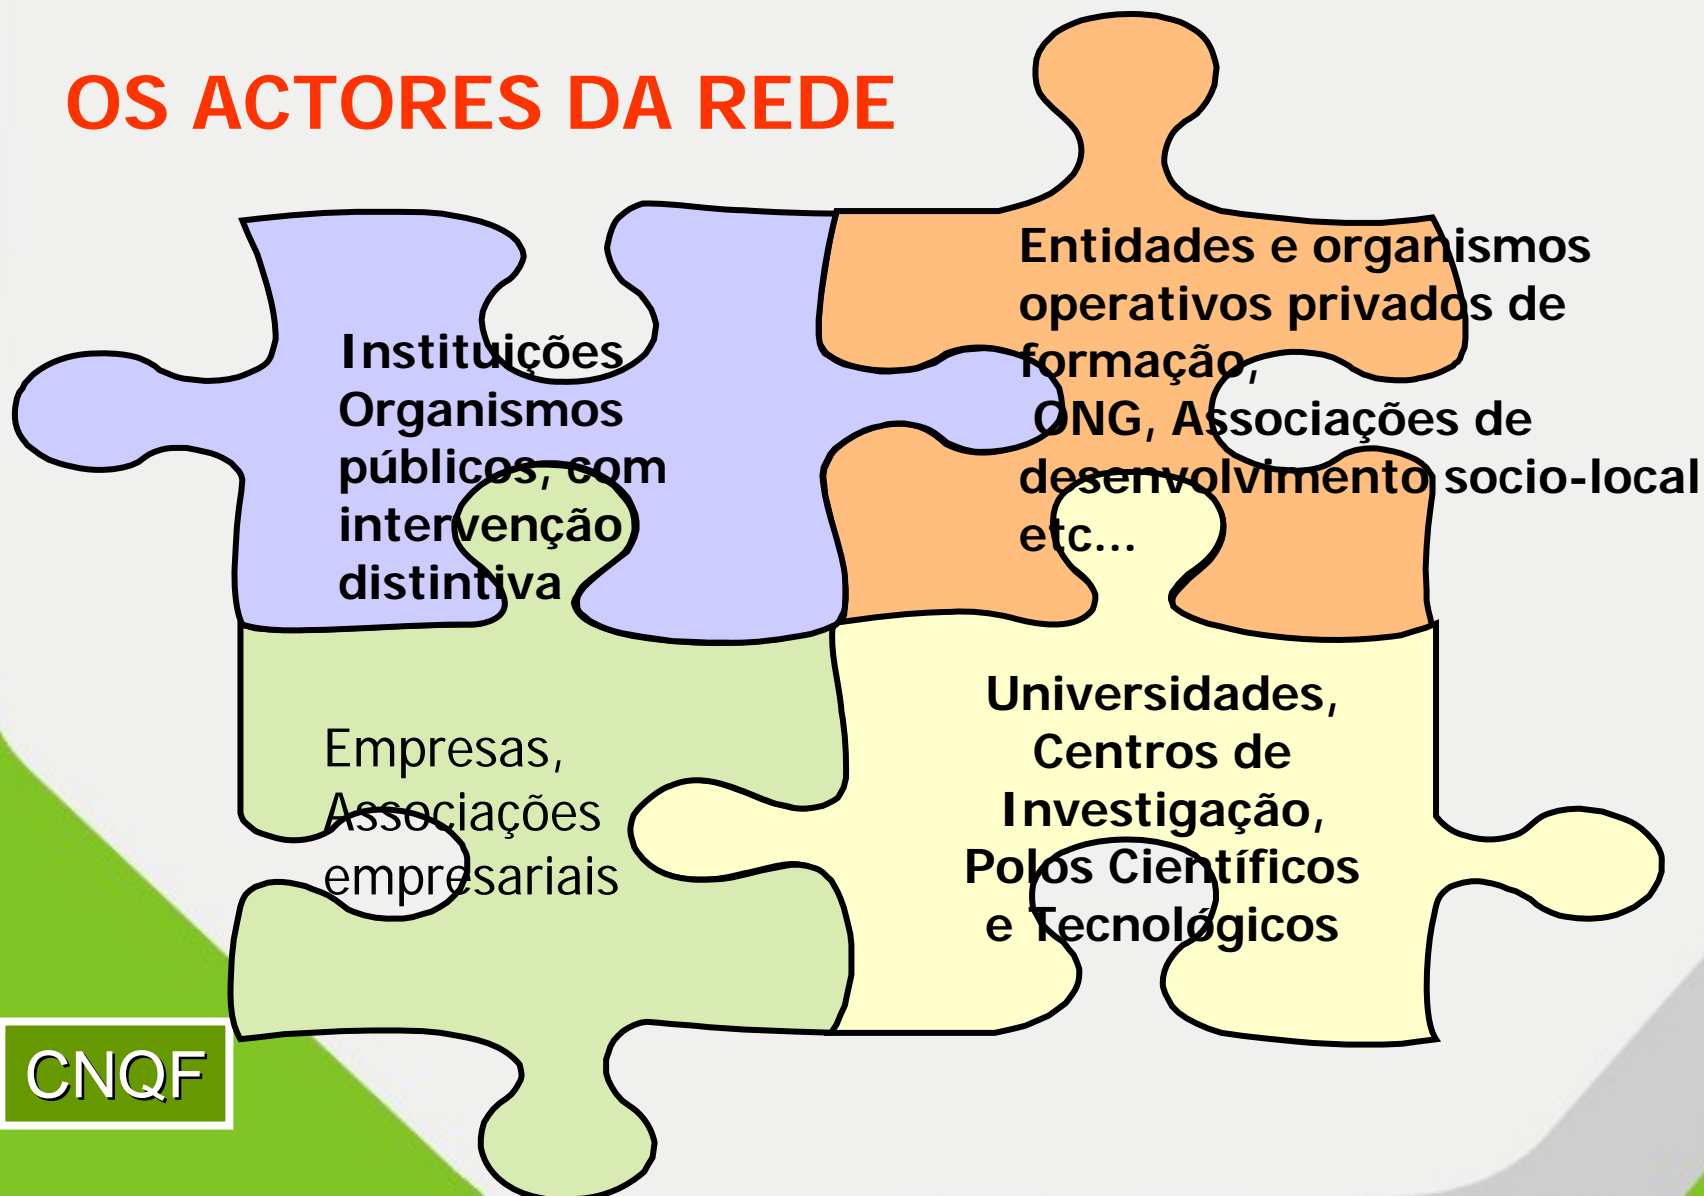 OS ACTORES DA REDE
Instituições
Organismos
públicos, com
intervenção
distintiva
Entidades e organismos
operativos privados de
formação,
ONG, Associações de
desenvolvimento socio-local
etc...
Empresas,
Associações
empresariais
Universidades,
Centros de
Investigação,
Polos Científicos
e Tecnológicos
CNQF